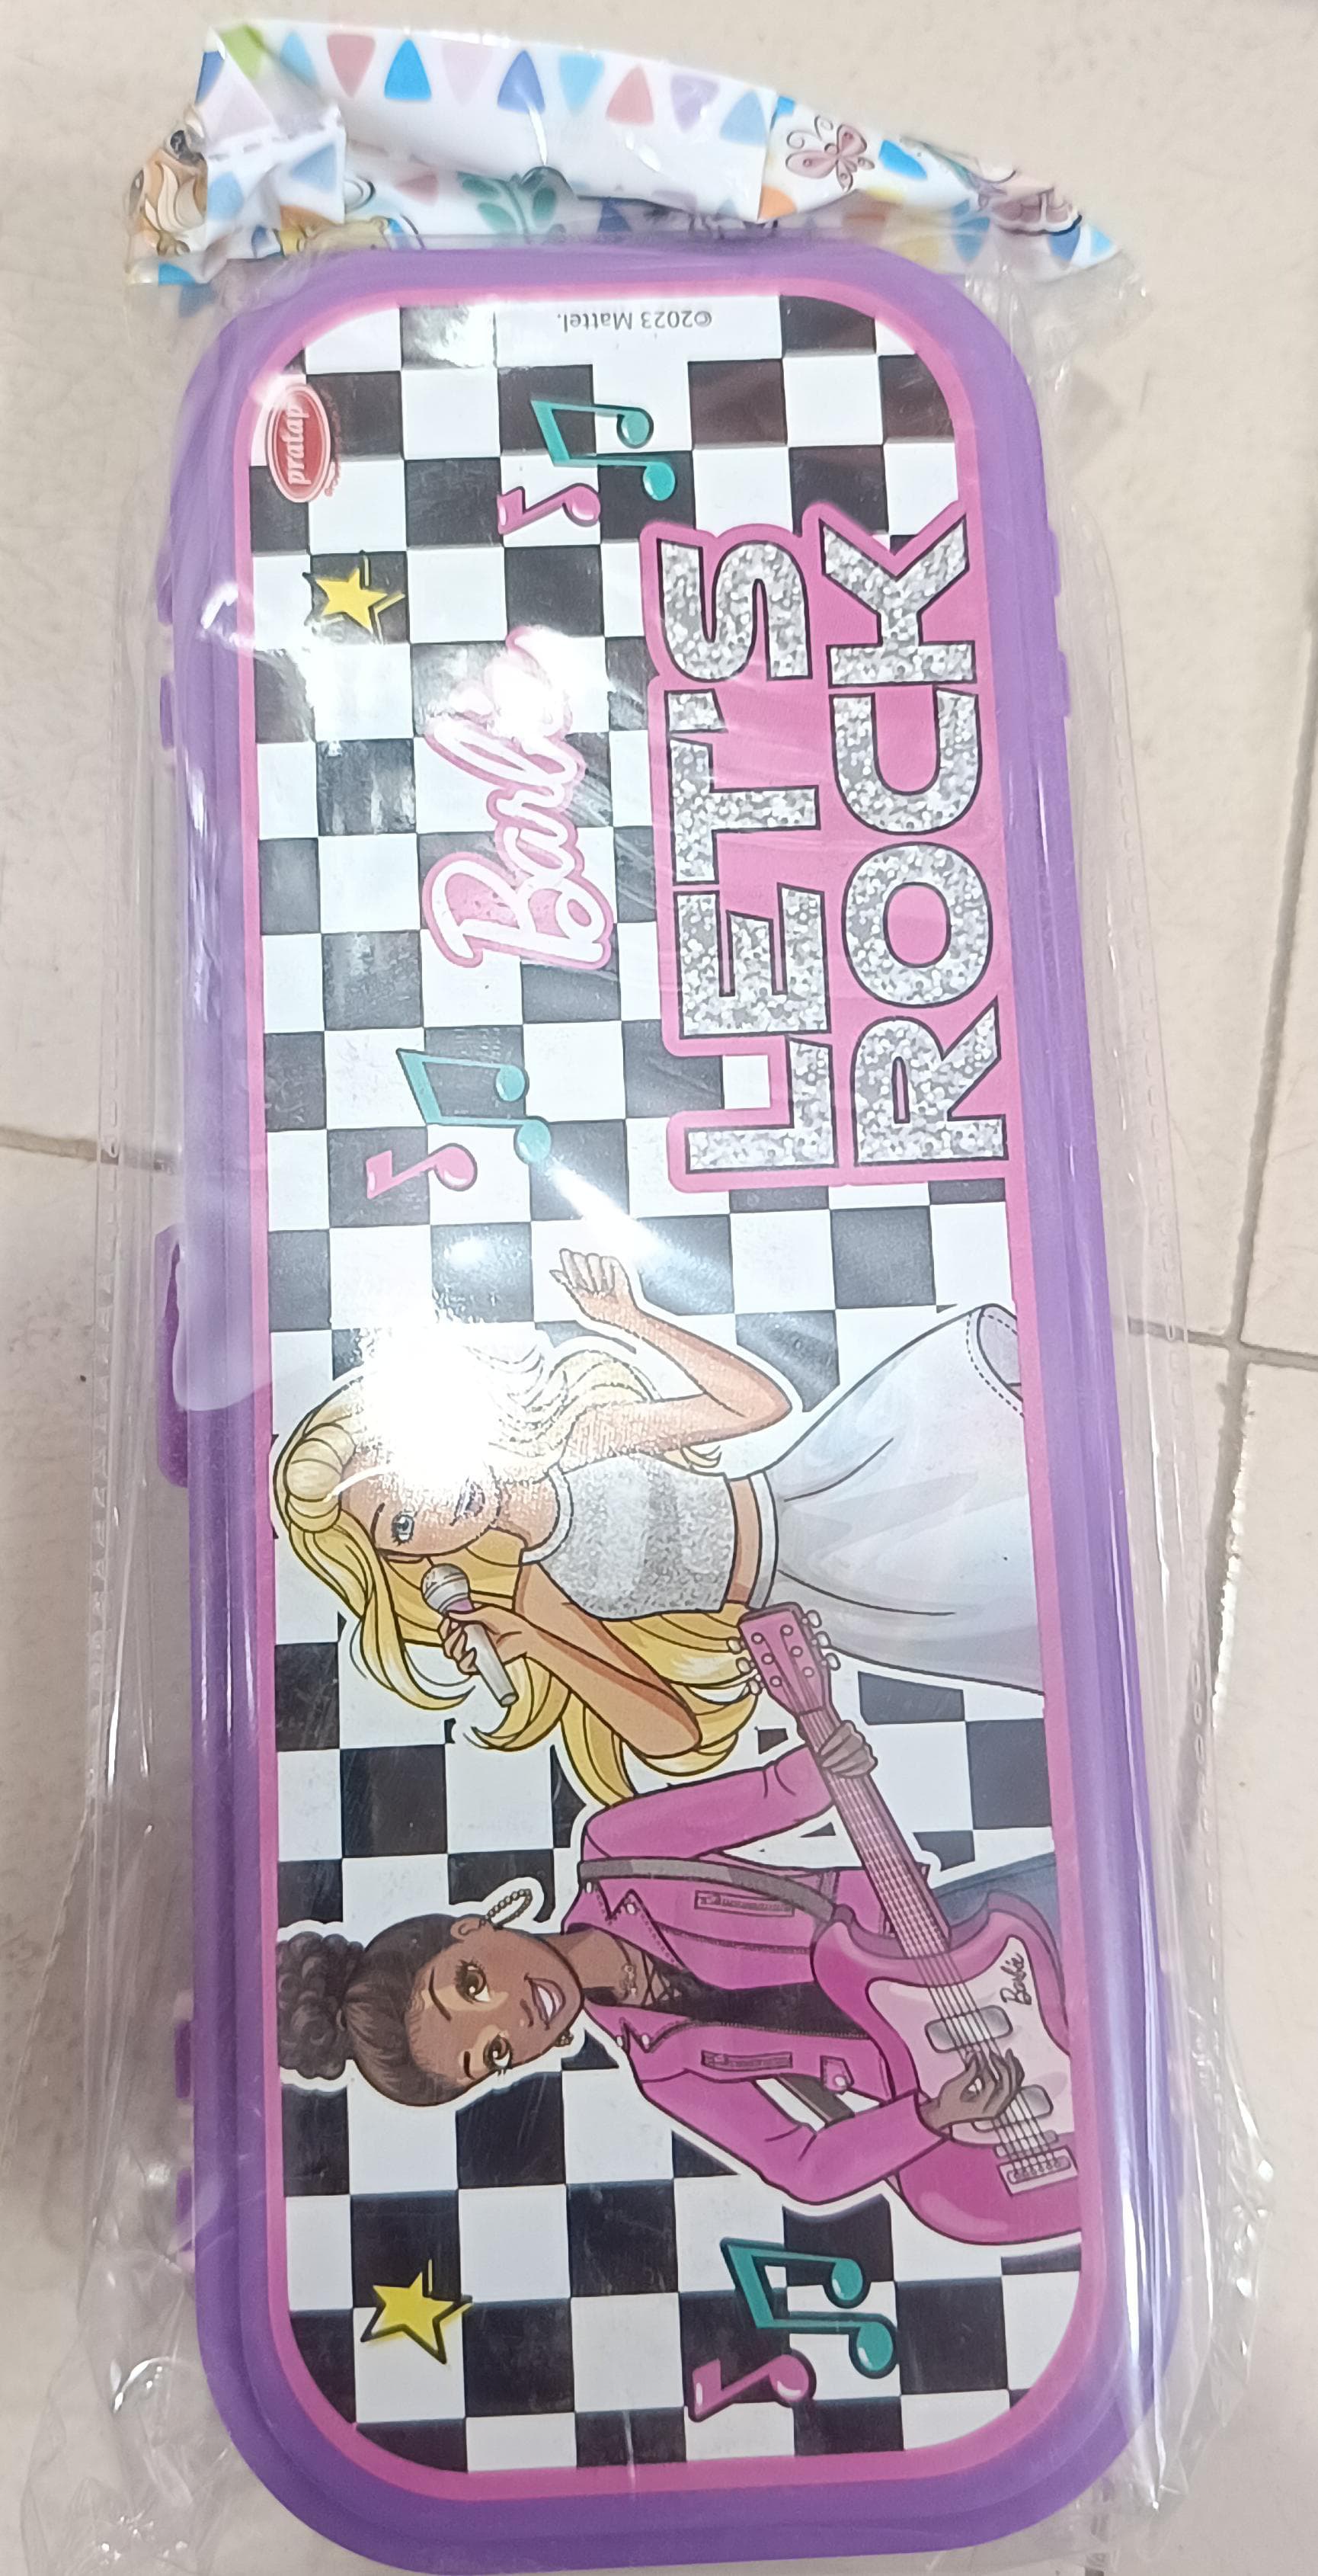 LET'S
ROCK
Barbie
pratap
©2023 Mattel.
Barbie